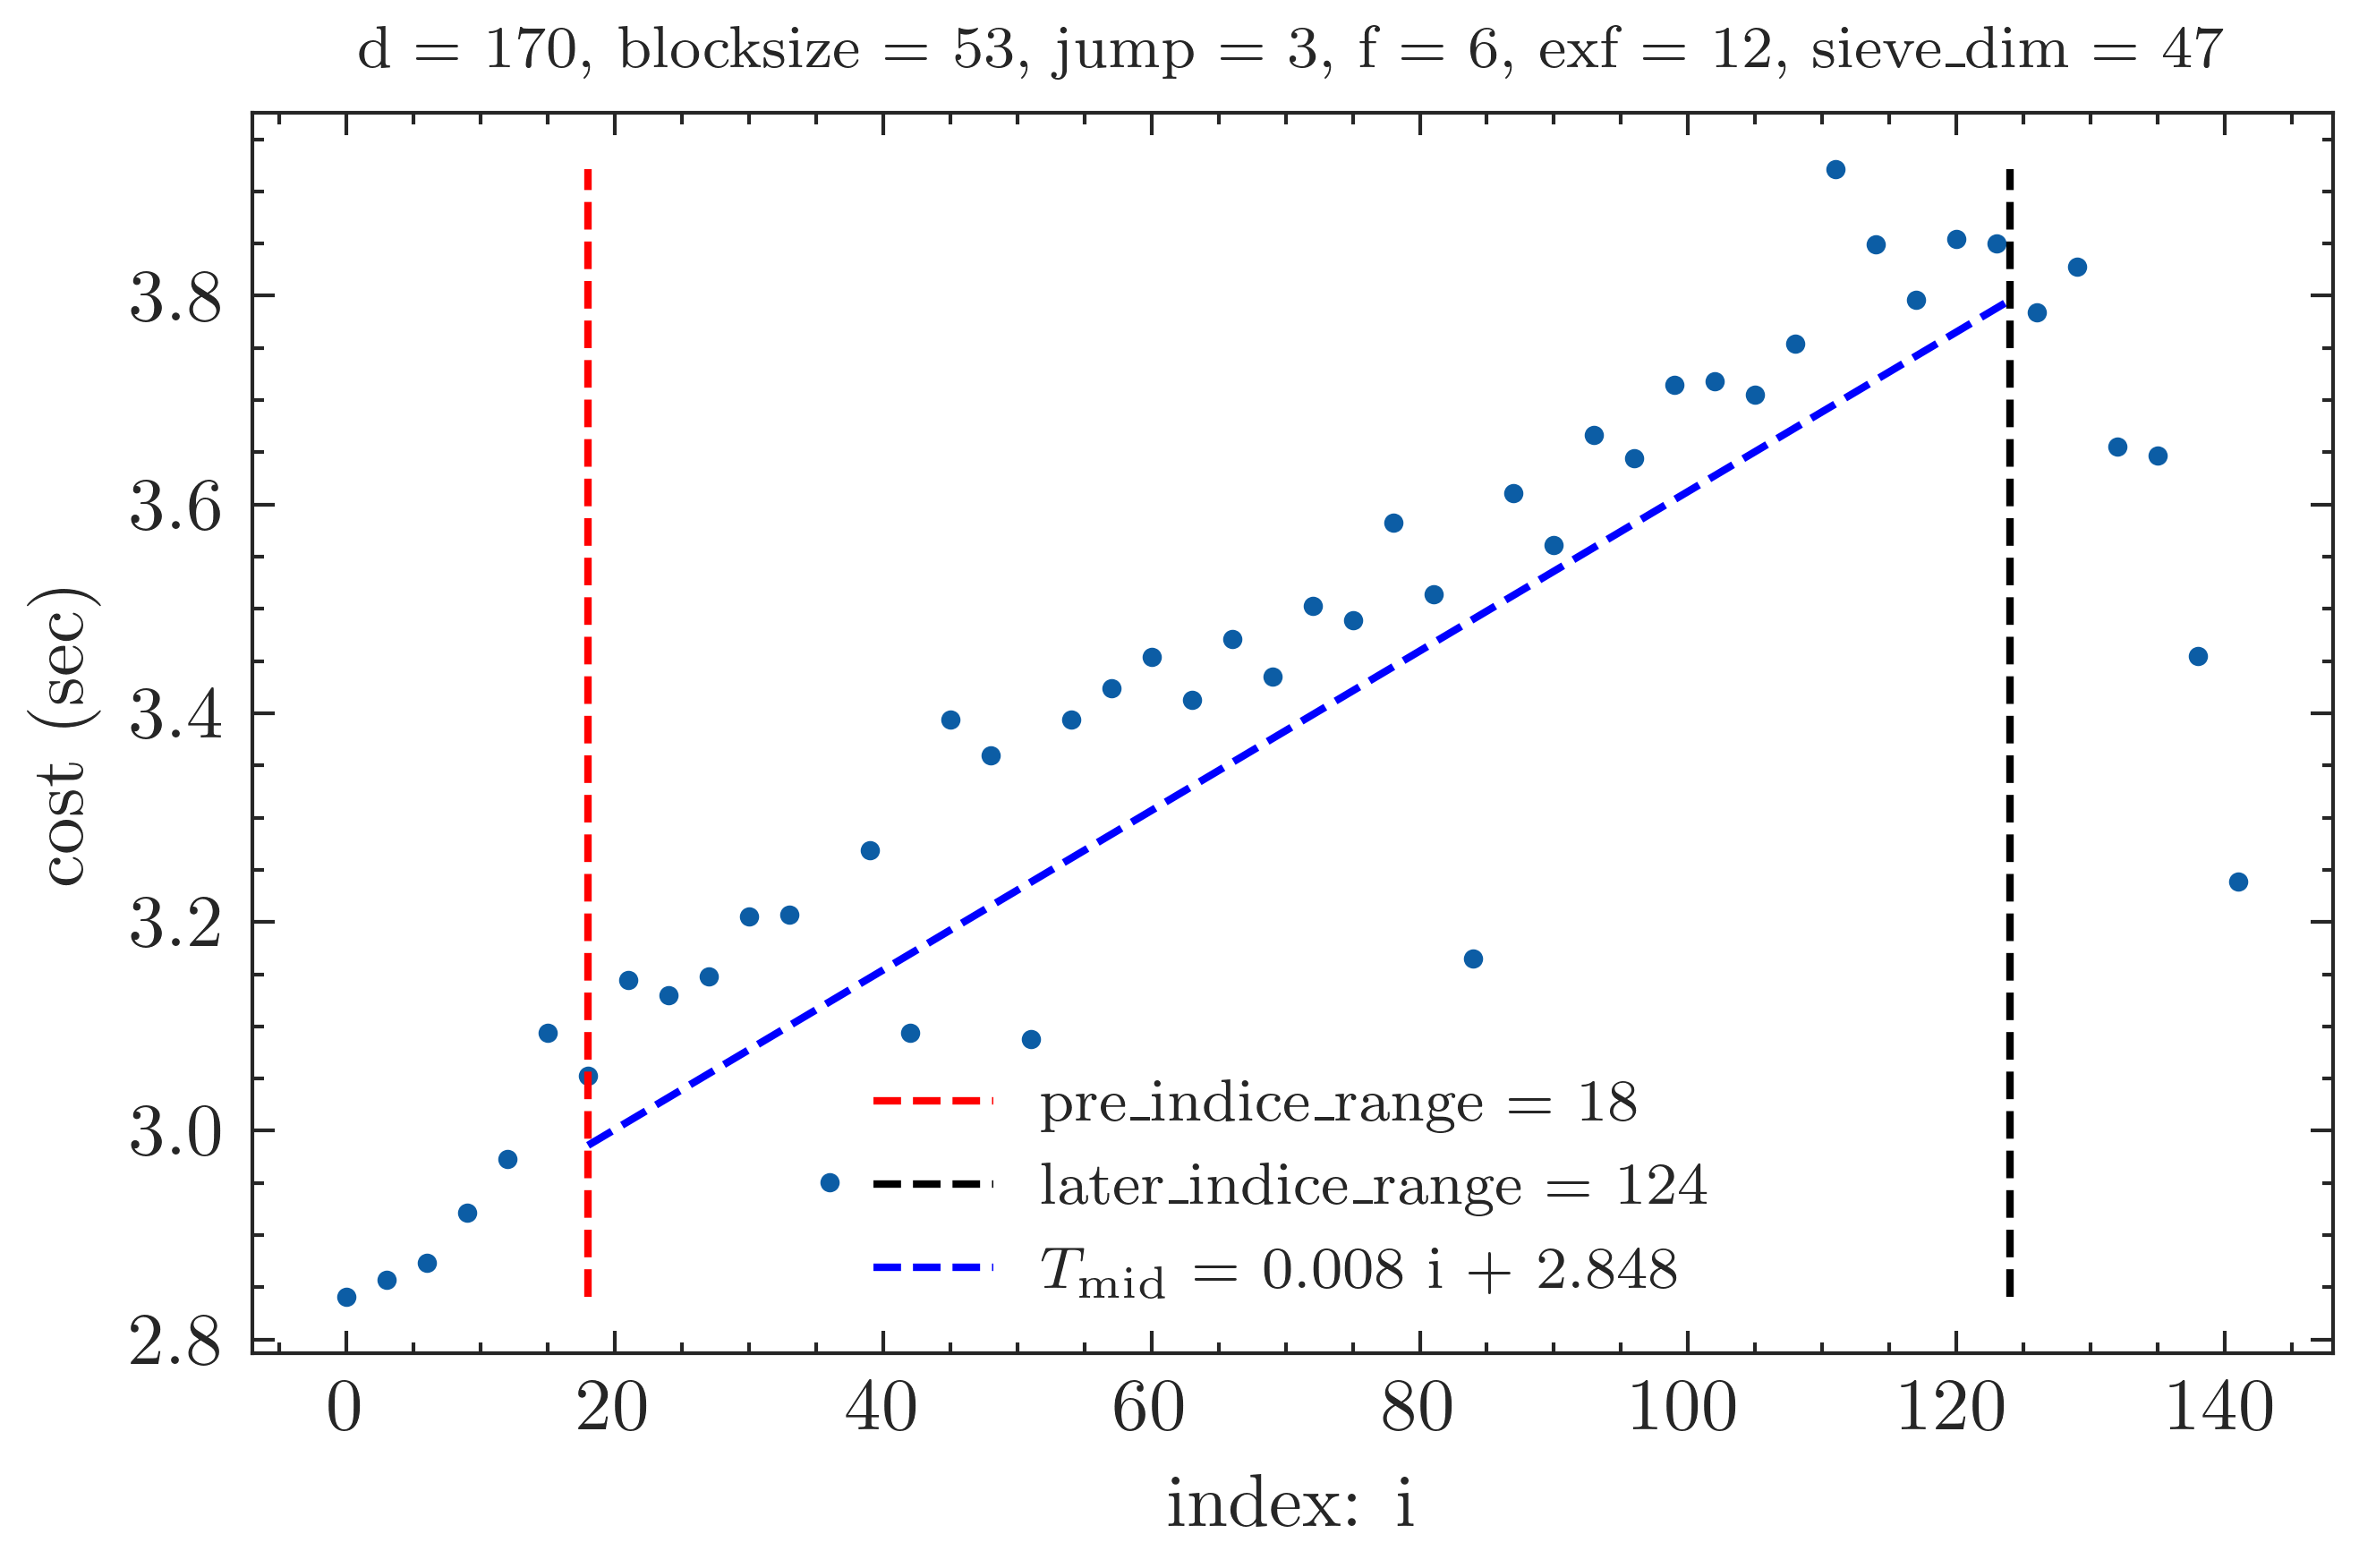 d = 170, blocksize = 53, jump = 3, f = 6, exf = 12, sieve_dim = 47
cost (sec)
3.8
3.6
3.4
3.2
3.0
2.8
pre_indice_range = 18
later_indice_range = 124
T_mid = 0.008 i + 2.848
0 20 40 60 80 100 120 140
index: i